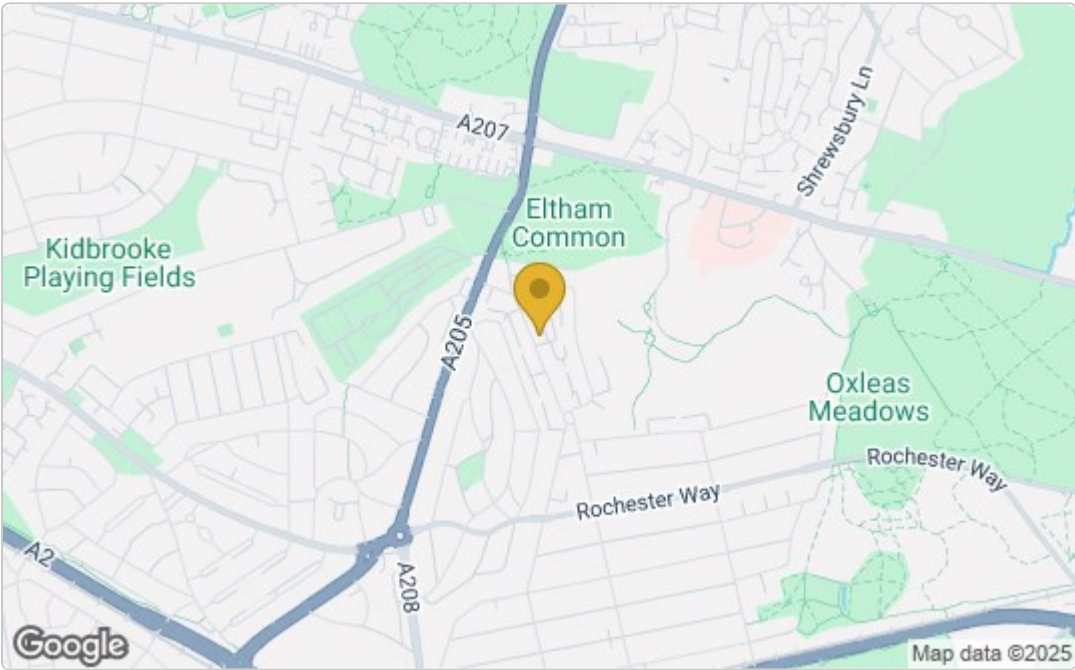 A207
Shrewsbury Ln
Eltham
Common
Kidbrooke
Playing Fields
A205
Oxleas
Meadows
Rochester Way
Rochester Way
A2
A208
Google
Map data ©2025